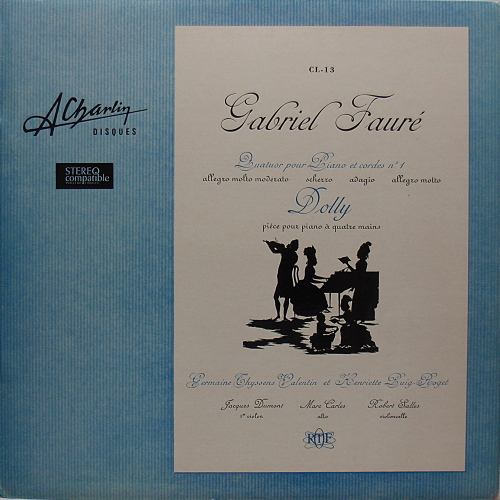 CL-13
Gabriel Fauré
ACharlin
DISQUES
Quatuor pour Piano et cordes n° 1
STEREO
compatible
allegro molto moderato scherzo adagio allegro motto
Dolly
pièce pour piano à quatre mains
Germaine Thyssens Valentin et Henriette Puig-Roget
Jacques Dumont Marc Carles Robert Salles
1er violon alto violoncelle
RTF